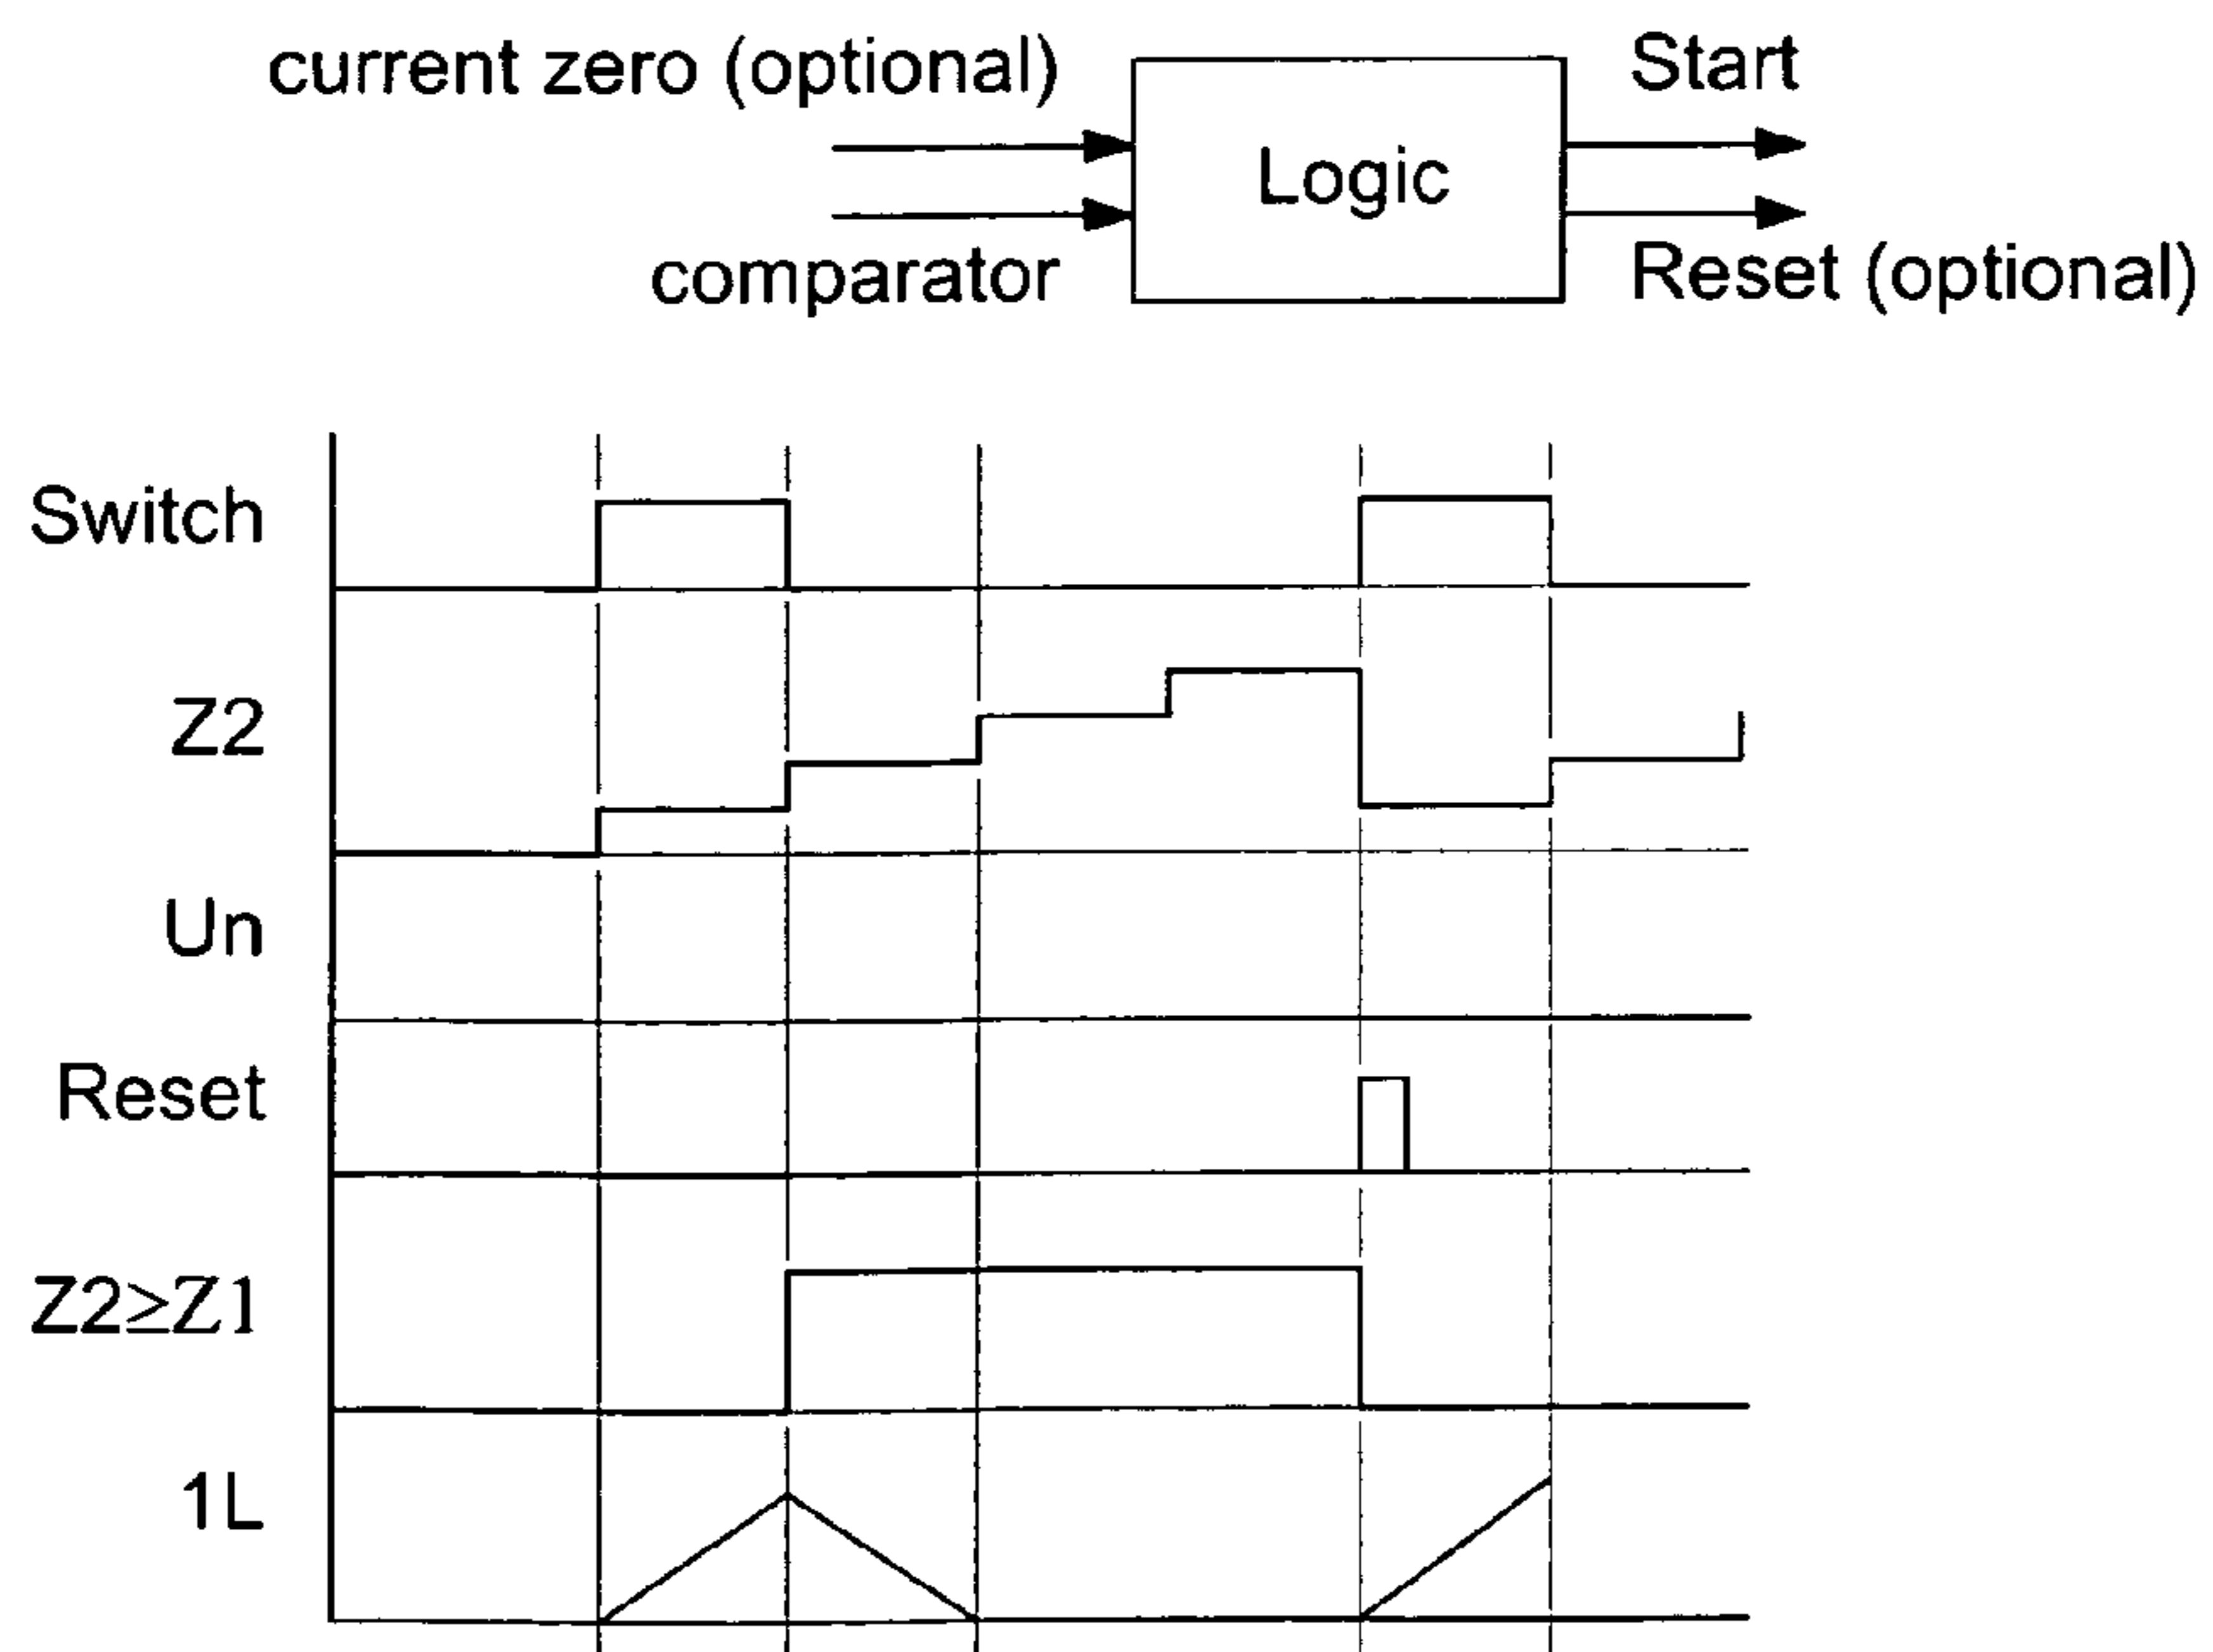 current zero (optional)
Start
Logic
comparator
Reset (optional)
Switch
Z2
Un
Reset
Z2≥Z1
1L